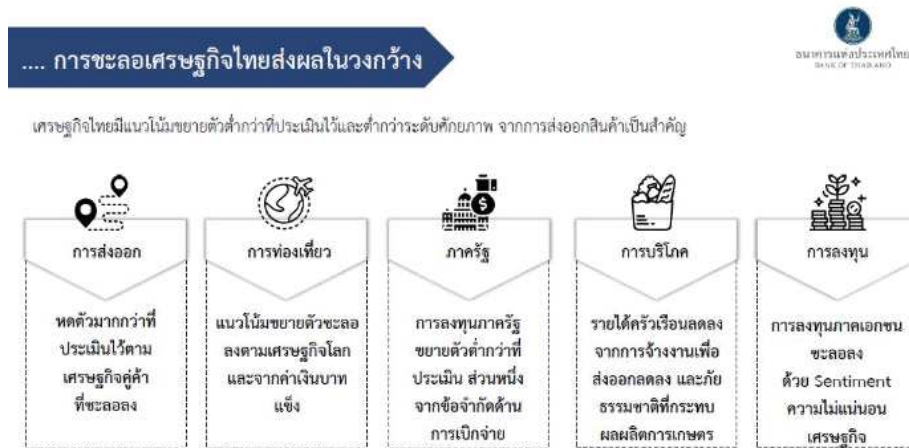 .... การชะลอเศรษฐกิจไทยส่งผลในวงกว้าง
ธนาคารแห่งประเทศไทย
BANK OF THAILAND
เศรษฐกิจไทยมีแนวโน้มขยายตัวต่ำกว่าที่ประเมินไว้และต่ำกว่าระดับศักยภาพ จากการส่งออกสินค้าเป็นสำคัญ
การส่งออก
หดตัวมากกว่าที่
ประเมินไว้ตาม
เศรษฐกิจคู่ค้า
ที่ชะลอลง
การท่องเที่ยว
แนวโน้มขยายตัวชะลอ
ลงตามเศรษฐกิจโลก
และจากค่าเงินบาท
แข็ง
ภาครัฐ
การลงทุนภาครัฐ
ขยายตัวต่ำกว่าที่
ประเมิน ส่วนหนึ่ง
จากข้อจำกัดด้าน
การเบิกจ่าย
การบริโภค
รายได้ครัวเรือนลดลง
จากการจ้างงานเพื่อ
ส่งออกลดลง และภัย
ธรรมชาติที่กระทบ
ผลผลิตการเกษตร
การลงทุน
การลงทุนภาคเอกชน
ชะลอลง
ด้วย Sentiment
ความไม่แน่นอน
เศรษฐกิจ